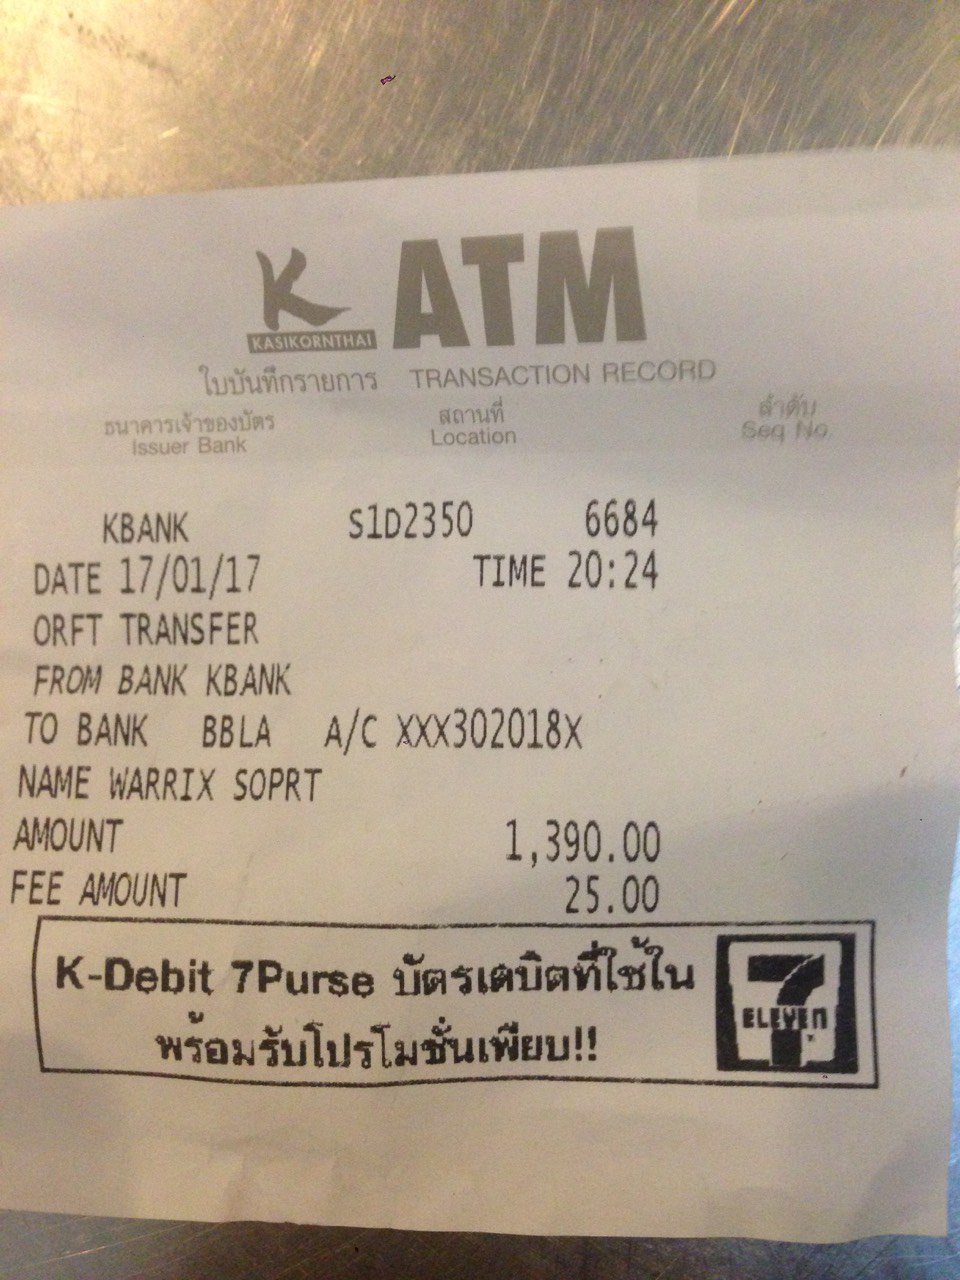 K ATM
KASIKORNTHAI
ใบบันทึกรายการ TRANSACTION RECORD
ธนาคารเจ้าของบัตร สถานที่ ลำดับ
Issuer Bank Location Seq No.
KBANK S1D2350 6684
DATE 17/01/17 TIME 20:24
ORFT TRANSFER
FROM BANK KBANK
TO BANK BBLA A/C XXX302018X
NAME WARRIX SOPRT
AMOUNT 1,390.00
FEE AMOUNT 25.00
K-Debit 7Purse บัตรเดบิตที่ใช้ใน
พร้อมรับโปรโมชั่นเพียบ!!
7
ELEVEn